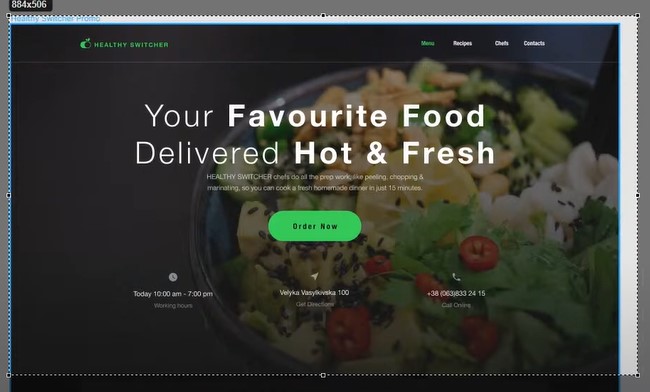 884x506
Healthy Switcher Promo
HEALTHY SWITCHER
Menu Recipes Chefs Contacts
Your Favourite Food
Delivered Hot & Fresh
HEALTHY SWITCHER chefs do all the prep work, like peeling, chopping &
marinating, so you can cook a fresh homemade dinner in just 15 minutes.
Order Now
Today 10:00 am - 7:00 pm
Working hours
Velyka Vasylkivska 100
Get Directions
+38 (063)833 24 15
Call Online